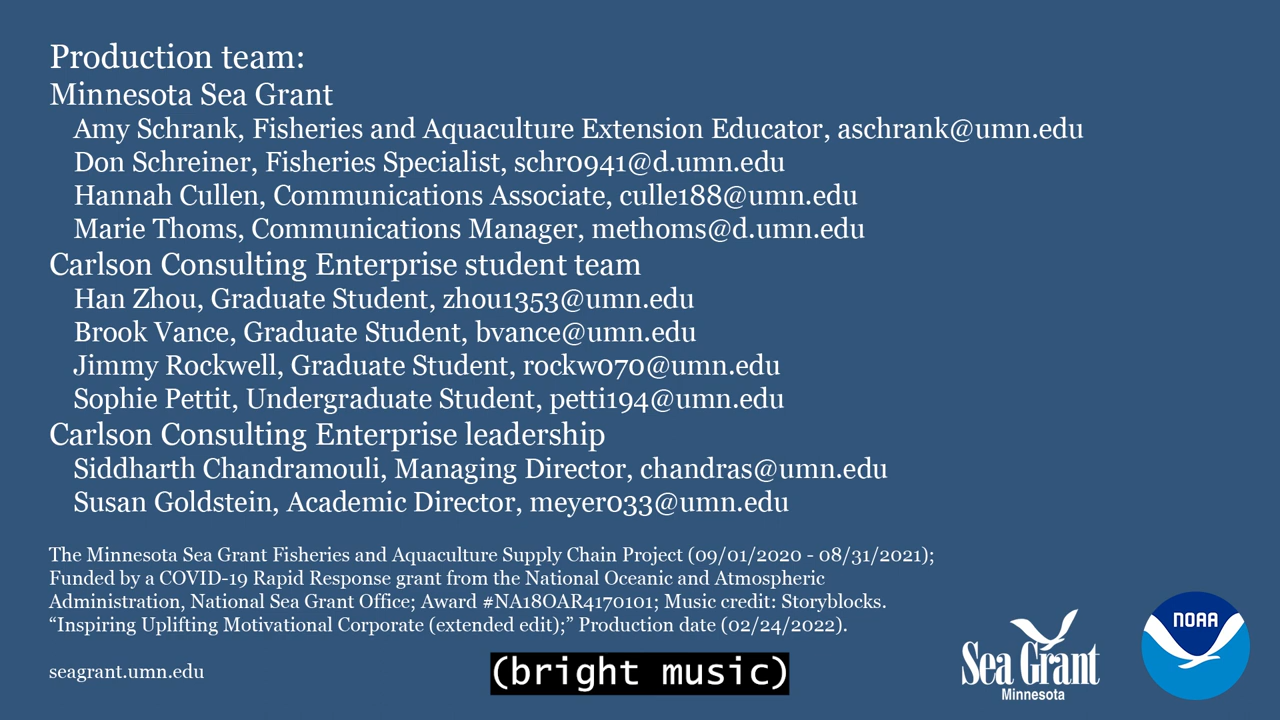 Production team:
Minnesota Sea Grant
Amy Schrank, Fisheries and Aquaculture Extension Educator, aschrank@umn.edu
Don Schreiner, Fisheries Specialist, schr0941@d.umn.edu
Hannah Cullen, Communications Associate, culle188@umn.edu
Marie Thoms, Communications Manager, methoms@d.umn.edu
Carlson Consulting Enterprise student team
Han Zhou, Graduate Student, zhou1353@umn.edu
Brook Vance, Graduate Student, bvance@umn.edu
Jimmy Rockwell, Graduate Student, rockw070@umn.edu
Sophie Pettit, Undergraduate Student, petti194@umn.edu
Carlson Consulting Enterprise leadership
Siddharth Chandramouli, Managing Director, chandras@umn.edu
Susan Goldstein, Academic Director, meyer033@umn.edu
The Minnesota Sea Grant Fisheries and Aquaculture Supply Chain Project (09/01/2020 - 08/31/2021);
Funded by a COVID-19 Rapid Response grant from the National Oceanic and Atmospheric
Administration, National Sea Grant Office; Award #NA18OAR4170101; Music credit: Storyblocks.
“Inspiring Uplifting Motivational Corporate (extended edit);” Production date (02/24/2022).
seagrant.umn.edu
(bright music)
Sea Grant
Minnesota
NOAA